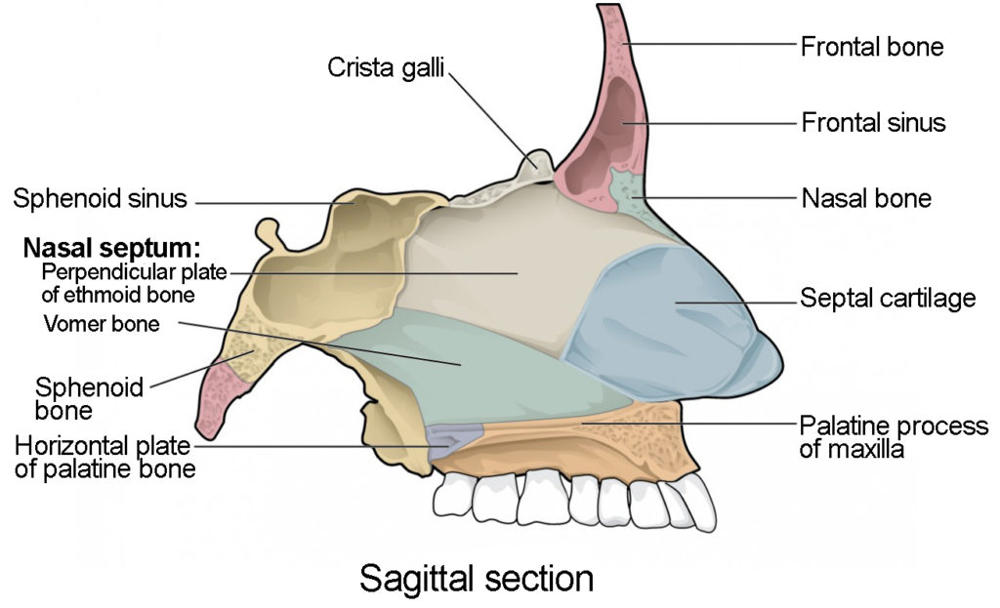 Frontal bone
Crista galli
Frontal sinus
Sphenoid sinus
Nasal bone
Nasal septum:
Perpendicular plate
of ethmoid bone
Septal cartilage
Vomer bone
Sphenoid
bone
Palatine process
of maxilla
Horizontal plate
of palatine bone
Sagittal section